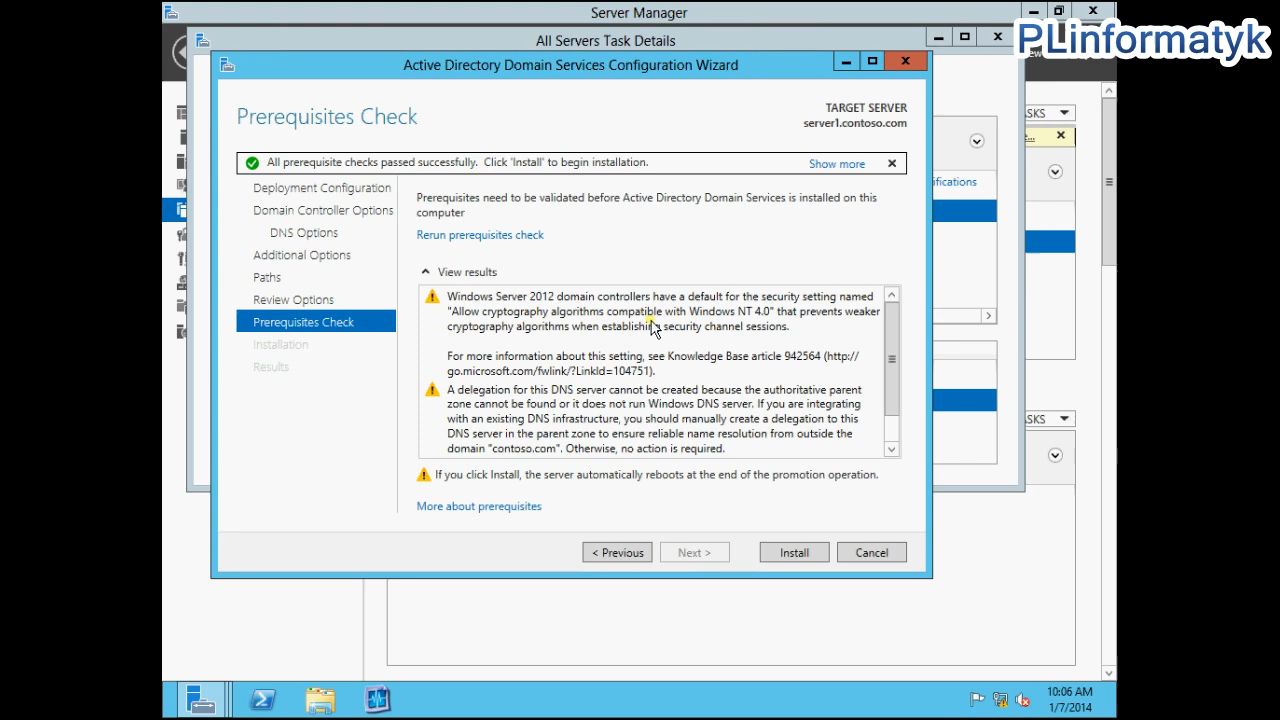 Server Manager
PLinformatyk
All Servers Task Details
Active Directory Domain Services Configuration Wizard
Prerequisites Check
TARGET SERVER
server1.contoso.com
All prerequisite checks passed successfully. Click 'Install' to begin installation.
Show more
Deployment Configuration
Domain Controller Options
DNS Options
Additional Options
Paths
Review Options
Prerequisites Check
Installation
Results
Prerequisites need to be validated before Active Directory Domain Services is installed on this
computer
Rerun prerequisites check
View results
Windows Server 2012 domain controllers have a default for the security setting named
"Allow cryptography algorithms compatible with Windows NT 4.0" that prevents weaker
cryptography algorithms when establishing security channel sessions.
For more information about this setting, see Knowledge Base article 942564 (http://
go.microsoft.com/fwlink/?LinkId=104751).
A delegation for this DNS server cannot be created because the authoritative parent
zone cannot be found or it does not run Windows DNS server. If you are integrating
with an existing DNS infrastructure, you should manually create a delegation to this
DNS server in the parent zone to ensure reliable name resolution from outside the
domain "contoso.com". Otherwise, no action is required.
If you click Install, the server automatically reboots at the end of the promotion operation.
More about prerequisites
< Previous
Next >
Install
Cancel
10:06 AM
1/7/2014